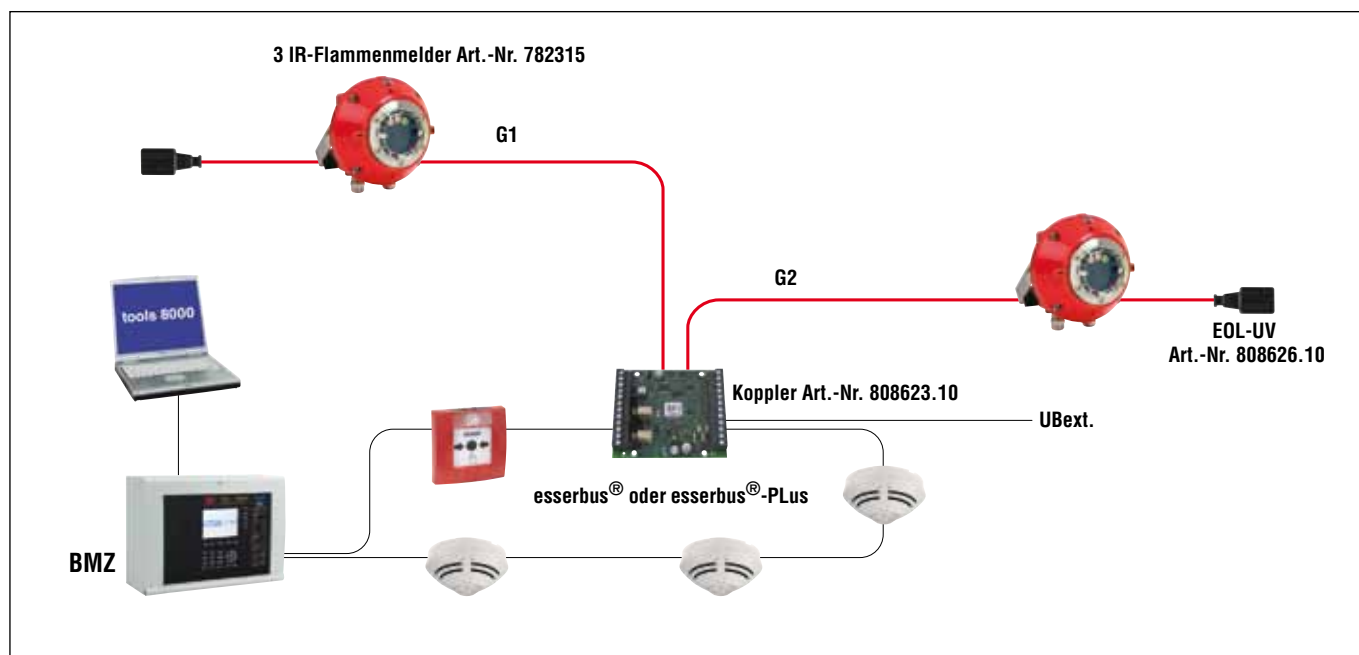 3 IR-Flammenmelder Art.-Nr. 782315
G1
G2
EOL-UV
Art.-Nr. 808626.10
tools 8000
Koppler Art.-Nr. 808623.10
UBext.
esserbus® oder esserbus®-PLus
BMZ